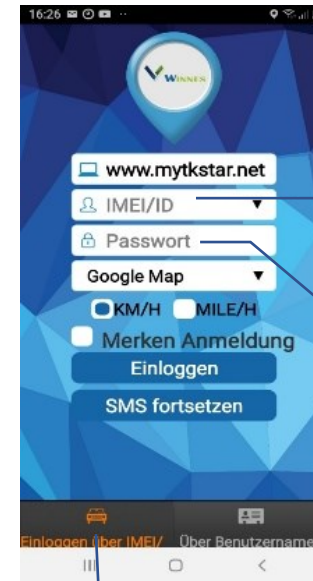 16:26
WINNES
www.mytkstar.net
IMEI/ID
Passwort
Google Map
KM/H MILE/H
Merken Anmeldung
Einloggen
SMS fortsetzen
Einloggen über IMEI/ Über Benutzername